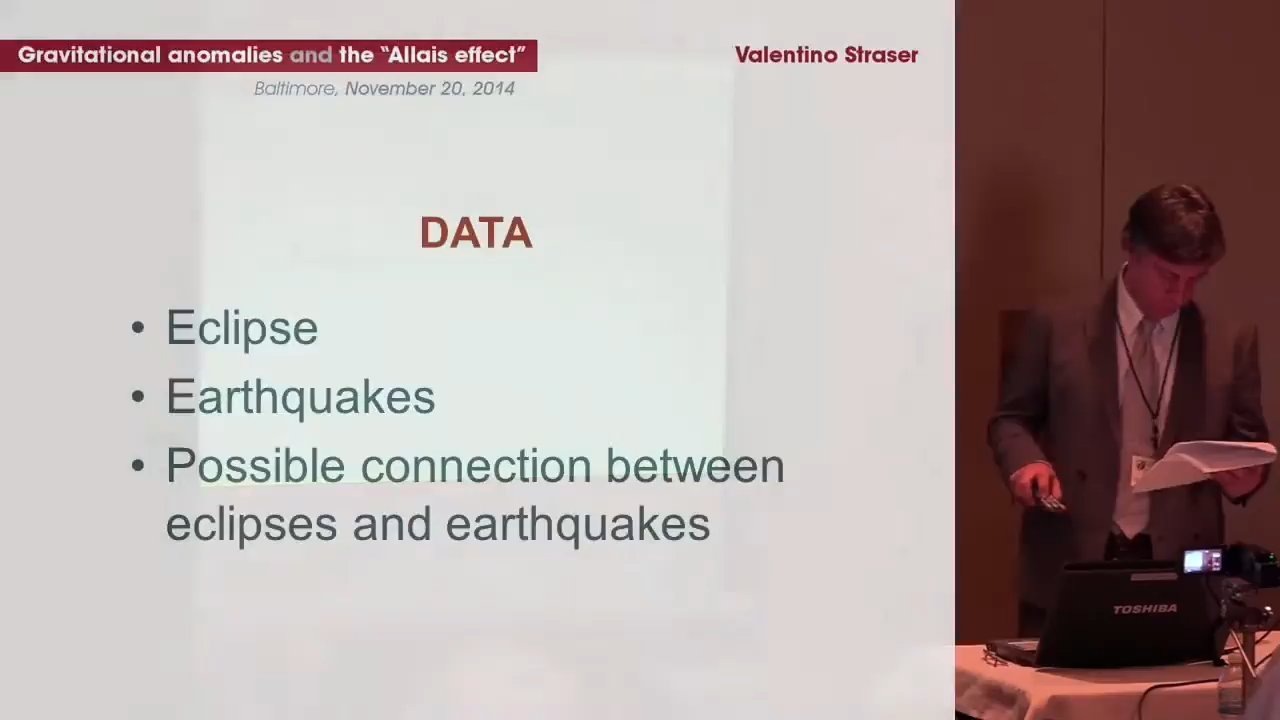 Gravitational anomalies and the “Allais effect”
Valentino Straser
Baltimore, November 20, 2014
DATA
• Eclipse
• Earthquakes
• Possible connection between
eclipses and earthquakes
TOSHIBA